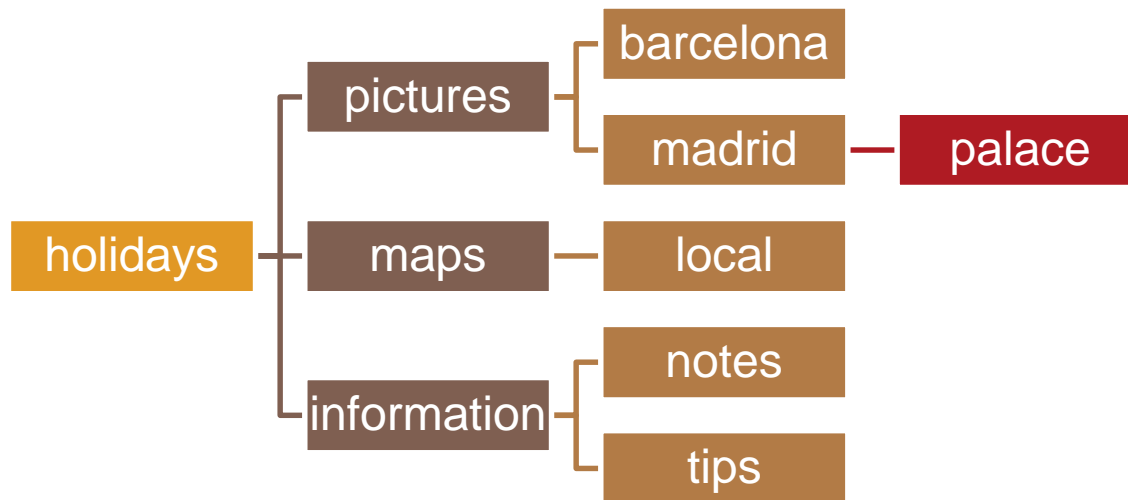 barcelona
pictures
madrid
palace
holidays
maps
local
notes
information
tips